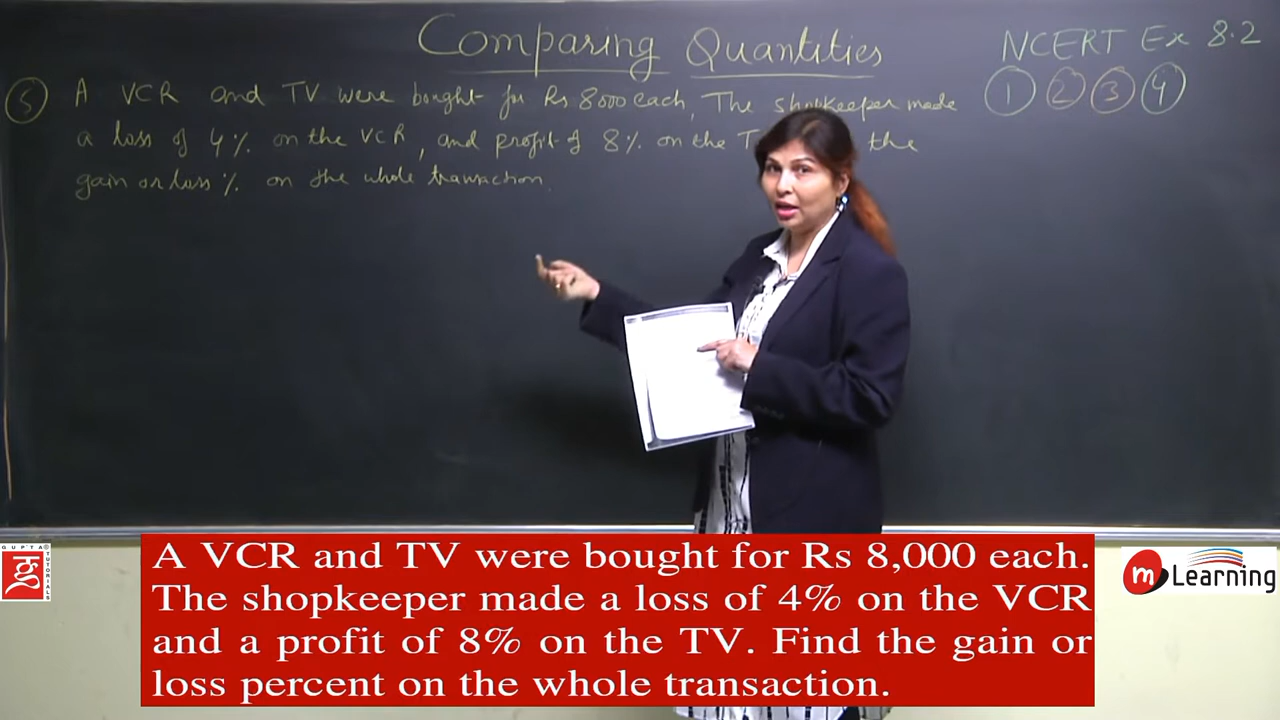 Comparing Quantities
NCERT Ex 8.2
1 2 3 4
5 A VCR and TV were bought for Rs 8000 each, The shopkeeper made
a loss of 4% on the VCR, and profit of 8% on the T the
gain or loss % on the whole transaction.
GUPTA®
TUTORIALS
A VCR and TV were bought for Rs 8,000 each.
The shopkeeper made a loss of 4% on the VCR
and a profit of 8% on the TV. Find the gain or
loss percent on the whole transaction.
m Learning